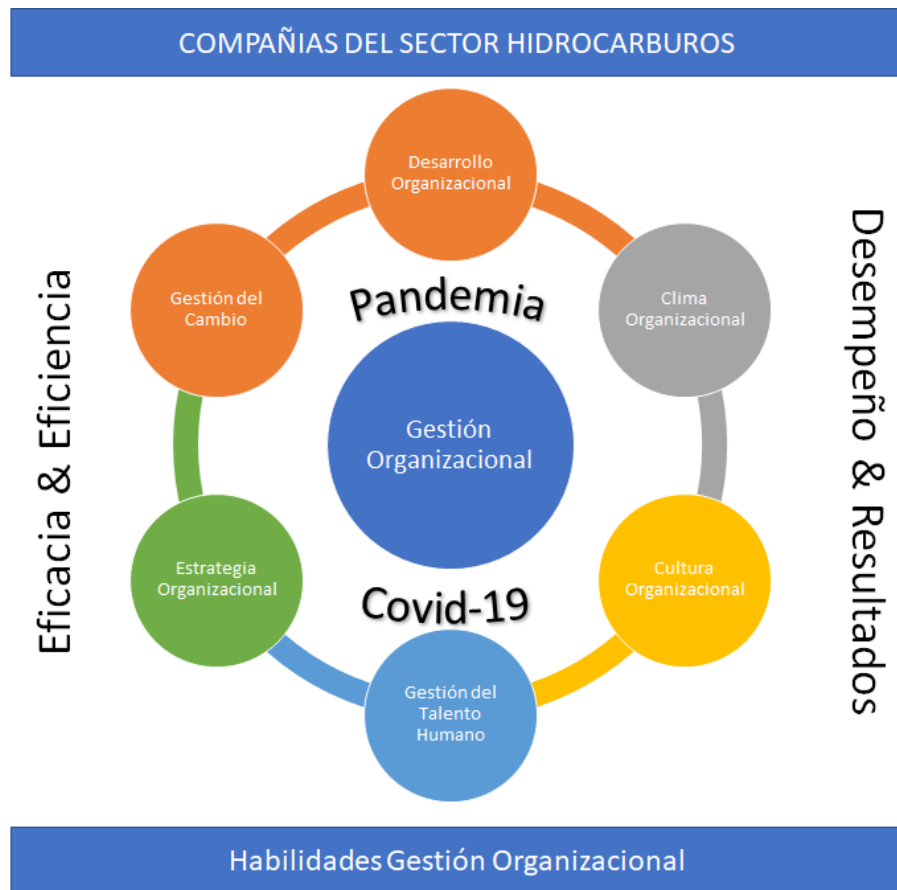 COMPAÑIAS DEL SECTOR HIDROCARBUROS
Desarrollo
Organizacional
Gestión del
Cambio
Clima
Organizacional
Pandemia
Gestión
Organizacional
Covid-19
Estrategia
Organizacional
Cultura
Organizacional
Gestión del
Talento
Humano
Eficacia & Eficiencia
Desempeño & Resultados
Habilidades Gestión Organizacional